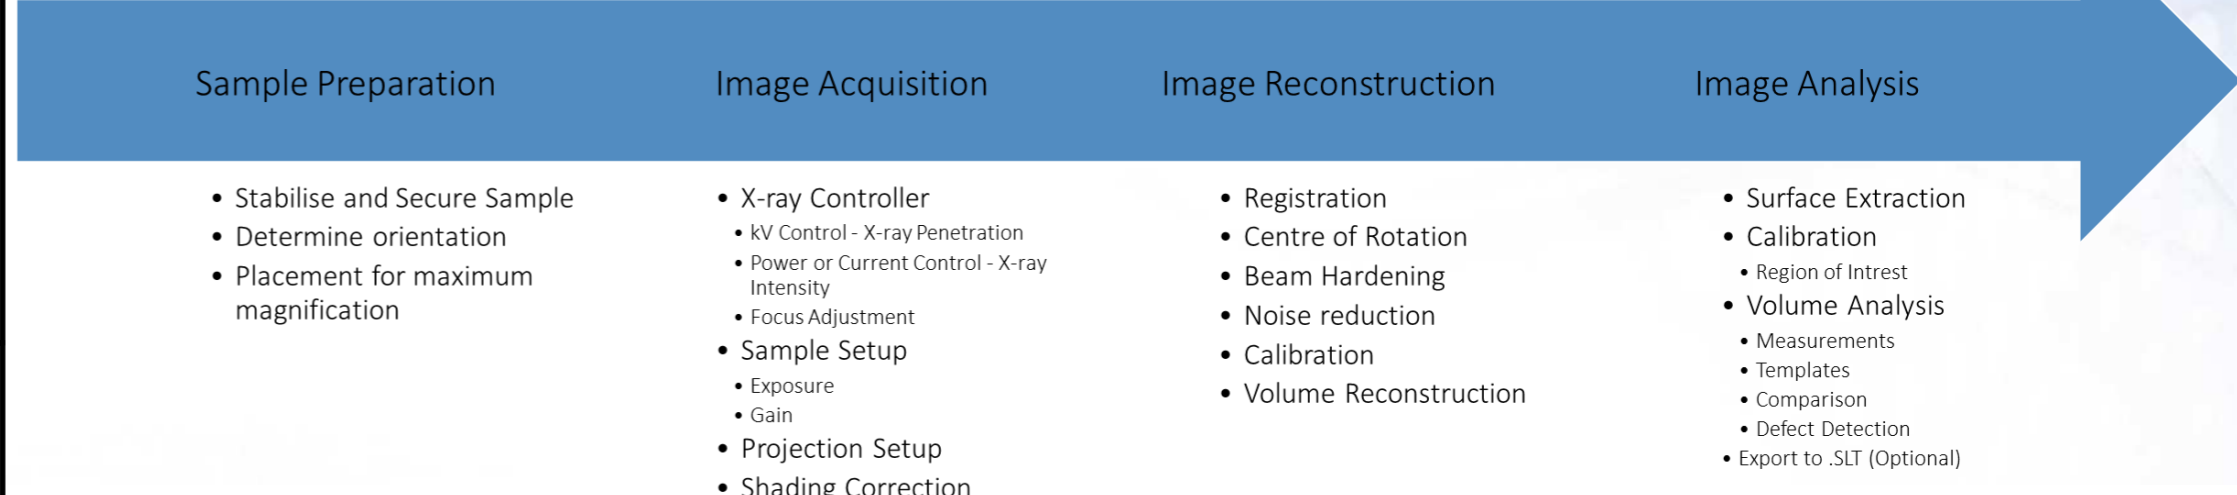 Sample Preparation
Image Acquisition
Image Reconstruction
Image Analysis
• Stabilise and Secure Sample
• Determine orientation
• Placement for maximum
magnification
• X-ray Controller
• kV Control - X-ray Penetration
• Power or Current Control - X-ray
Intensity
• Focus Adjustment
• Sample Setup
• Exposure
• Gain
• Projection Setup
• Shading Correction
• Registration
• Centre of Rotation
• Beam Hardening
• Noise reduction
• Calibration
• Volume Reconstruction
• Surface Extraction
• Calibration
• Region of Intrest
• Volume Analysis
• Measurements
• Templates
• Comparison
• Defect Detection
• Export to .SLT (Optional)